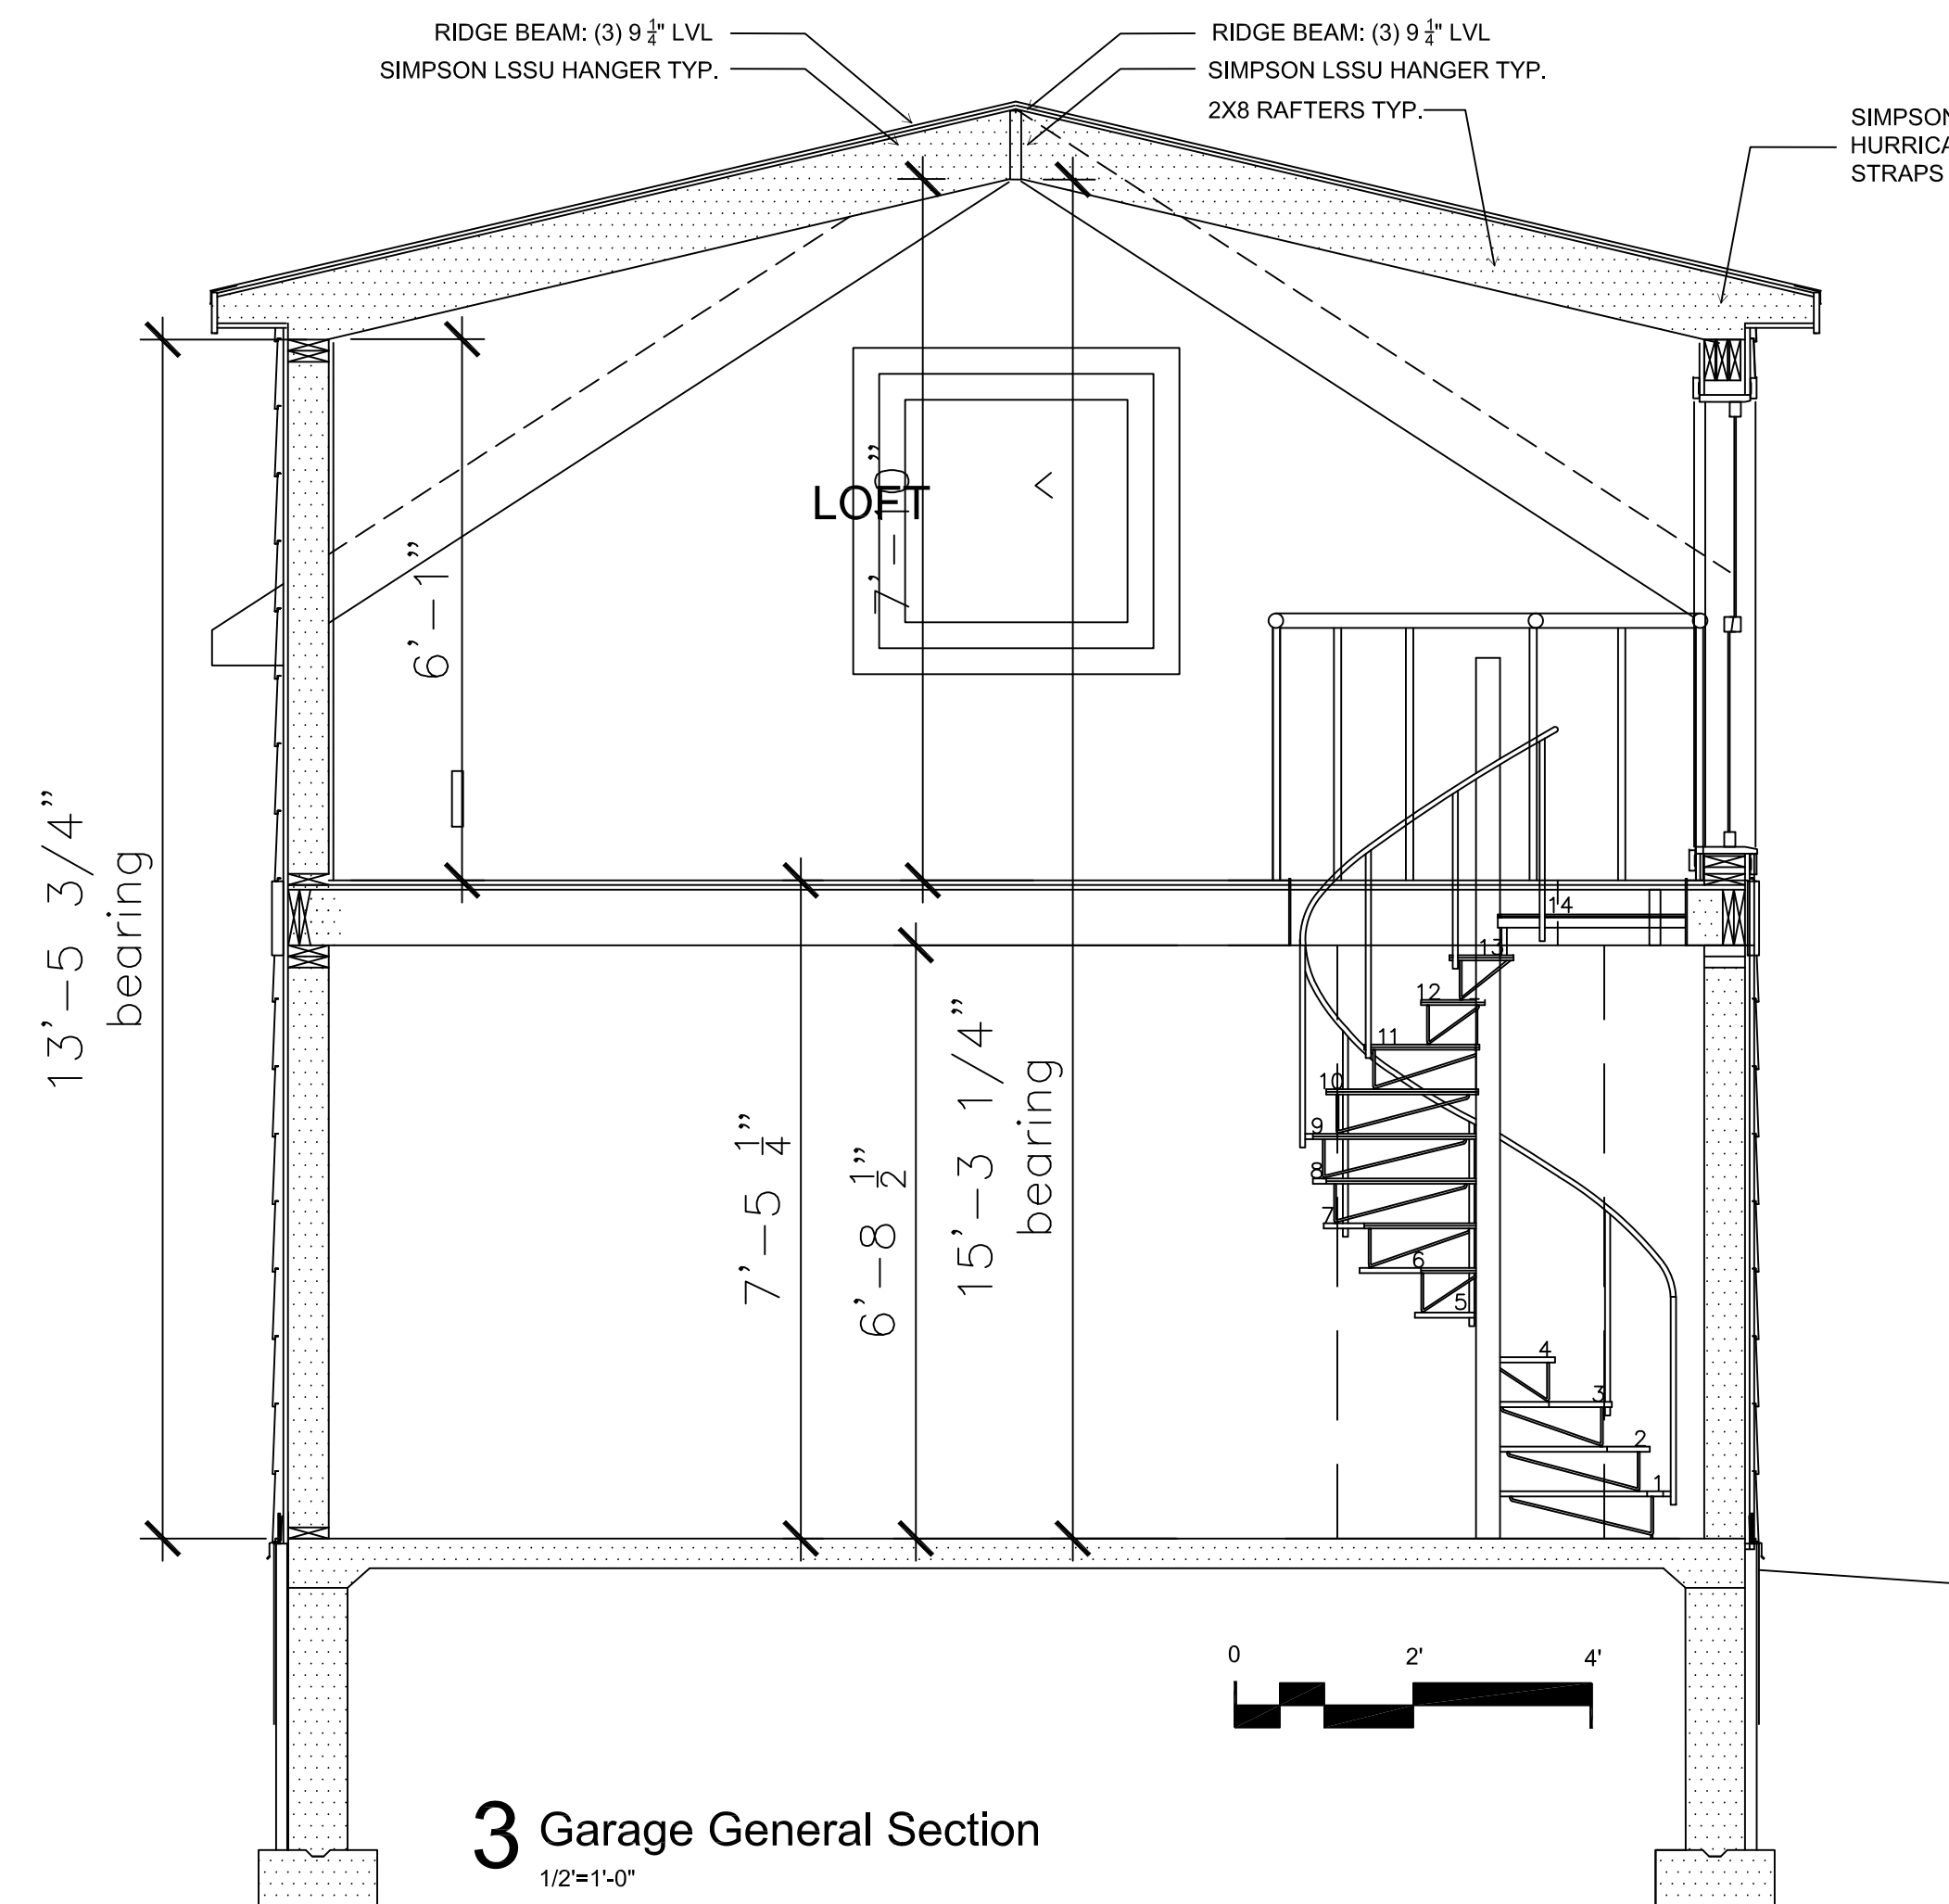 RIDGE BEAM: (3) 9 1/4" LVL
SIMPSON LSSU HANGER TYP.
RIDGE BEAM: (3) 9 1/4" LVL
SIMPSON LSSU HANGER TYP.
2X8 RAFTERS TYP.
SIMPSON
HURRICA
STRAPS
LOFT
7'-10"
6'-1"
13'-5 3/4"
bearing
7'-5 1/4"
6'-8 1/2"
15'-3 1/4"
bearing
14
13
12
11
10
9
8
7
6
5
4
3
2
1
0 2' 4'
3 Garage General Section
1/2'=1'-0"